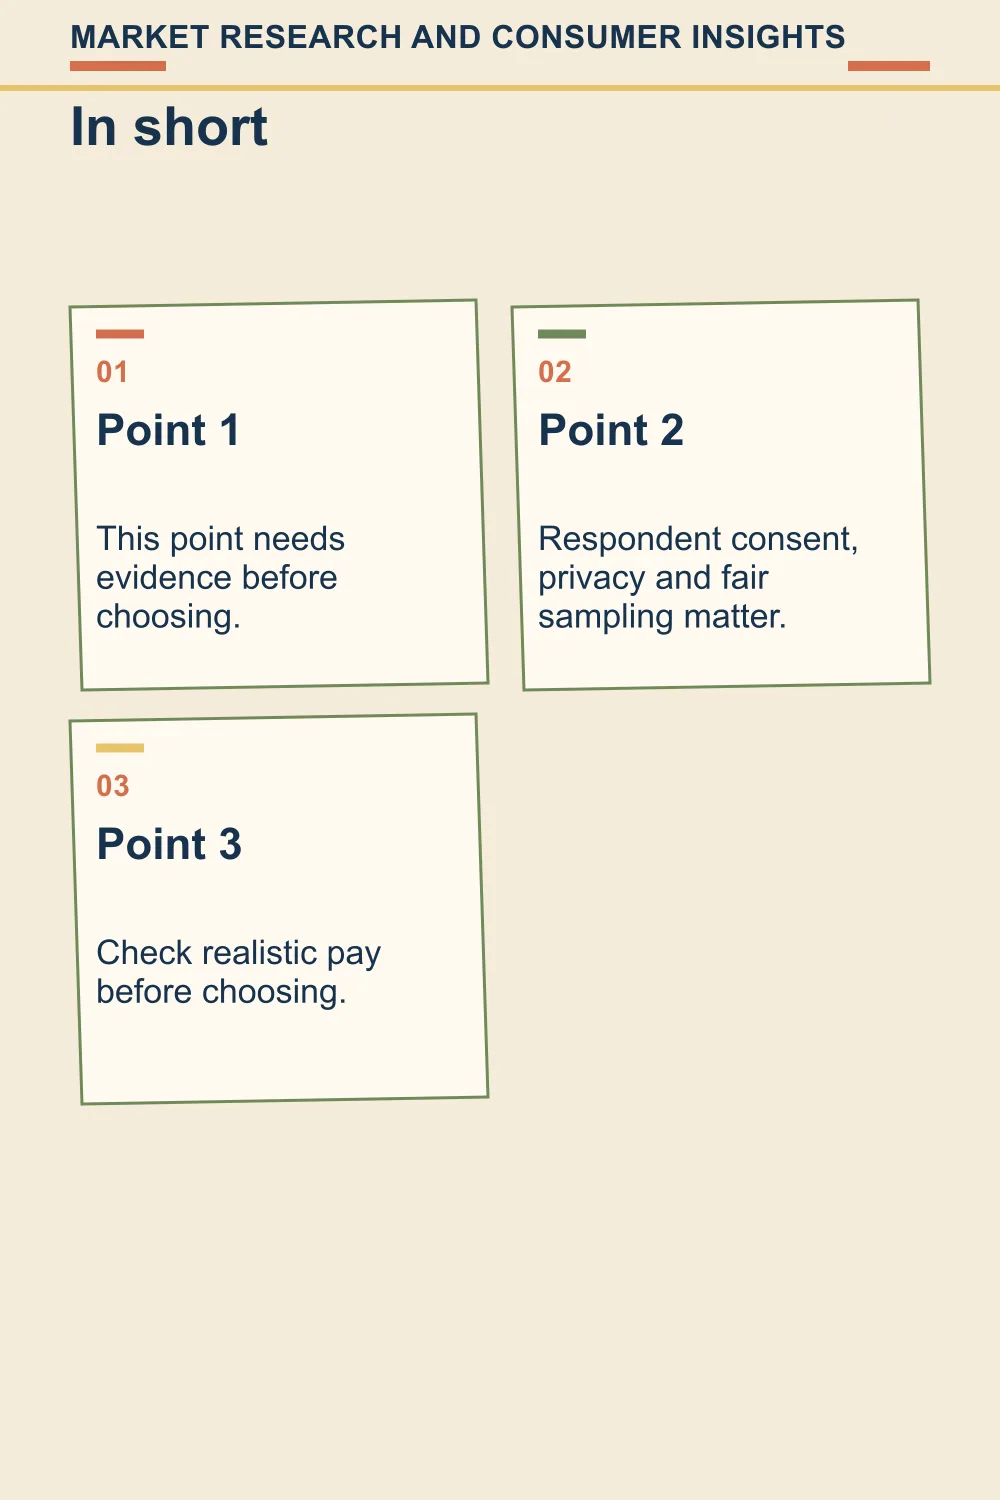 MARKET RESEARCH AND CONSUMER INSIGHTS
In short
01
Point 1
This point needs
evidence before
choosing.
02
Point 2
Respondent consent,
privacy and fair
sampling matter.
03
Point 3
Check realistic pay
before choosing.